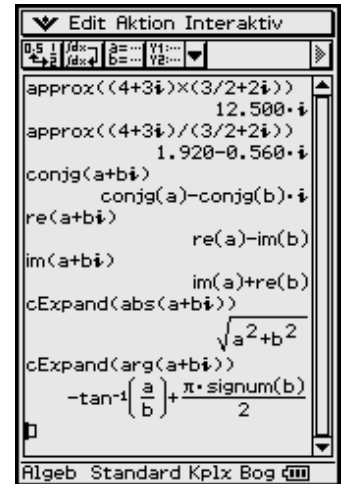 Edit Aktion Interaktiv
approx((4+3i)×(3/2+2i))
12.500·i
approx((4+3i)/(3/2+2i))
1.920-0.560·i
conjg(a+bi)
conjg(a)-conjg(b)·i
re(a+bi)
re(a)-im(b)
im(a+bi)
im(a)+re(b)
cExpand(abs(a+bi))
√(a²+b²)
cExpand(arg(a+bi))
-tan⁻¹(a/b)+π·signum(b)/2
Algeb Standard Kplx Bog